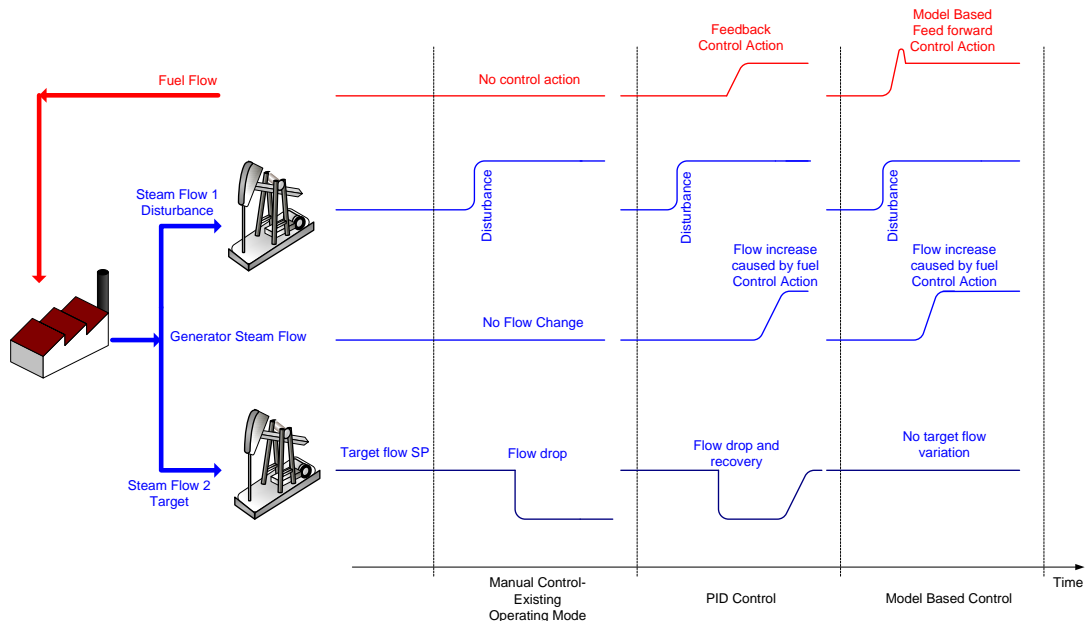 Feedback
Control Action
Model Based
Feed forward
Control Action
Fuel Flow
No control action
Steam Flow 1
Disturbance
Disturbance
Disturbance
Disturbance
Flow increase
caused by fuel
Control Action
Flow increase
caused by fuel
Control Action
Generator Steam Flow
No Flow Change
Target flow SP
Flow drop
Flow drop and
recovery
No target flow
variation
Steam Flow 2
Target
Time
Manual Control-
Existing
Operating Mode
PID Control
Model Based Control